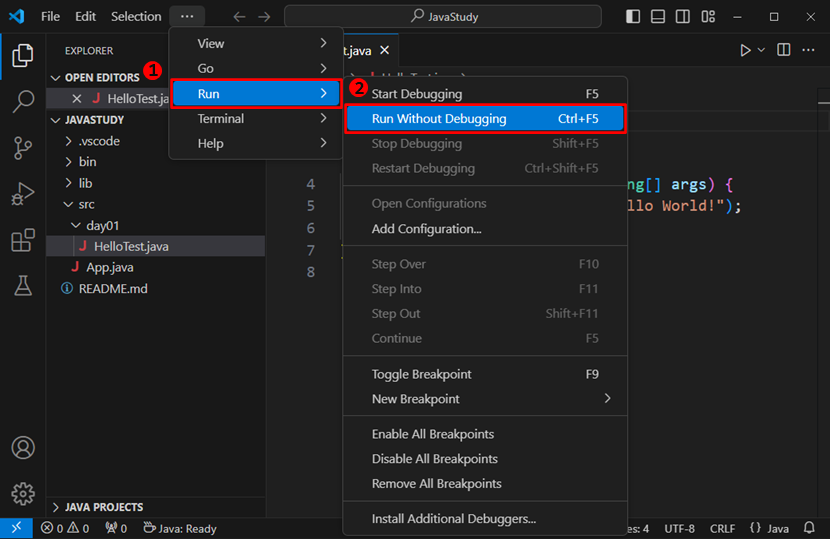 File Edit Selection ··· JavaStudy
EXPLORER
OPEN EDITORS
HelloTest.ja
JAVASTUDY
.vscode
bin
lib
src
day01
J HelloTest.java
J App.java
README.md
JAVA PROJECTS
1
View
Go
Run
Terminal
Help
2
Start Debugging F5
Run Without Debugging Ctrl+F5
Stop Debugging Shift+F5
Restart Debugging Ctrl+Shift+F5
Open Configurations
Add Configuration...
Step Over F10
Step Into F11
Step Out Shift+F11
Continue F5
Toggle Breakpoint F9
New Breakpoint
Enable All Breakpoints
Disable All Breakpoints
Remove All Breakpoints
Install Additional Debuggers...
t.java
4 ng[] args) {
5 llo World!");
6
7
8
0 0 0 Java: Ready es: 4 UTF-8 CRLF {} Java